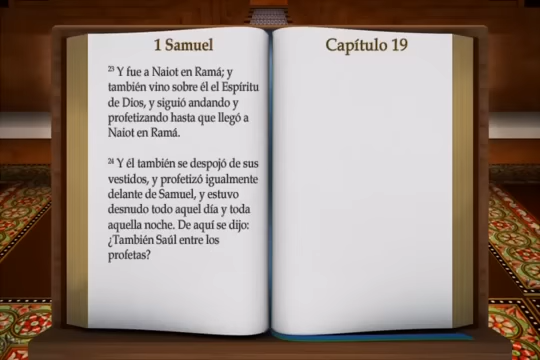 1 Samuel
23 Y fue a Naiot en Ramá; y
también vino sobre él el Espíritu
de Dios, y siguió andando y
profetizando hasta que llegó a
Naiot en Ramá.
24 Y él también se despojó de sus
vestidos, y profetizó igualmente
delante de Samuel, y estuvo
desnudo todo aquel día y toda
aquella noche. De aquí se dijo:
¿También Saúl entre los
profetas?
Capítulo 19